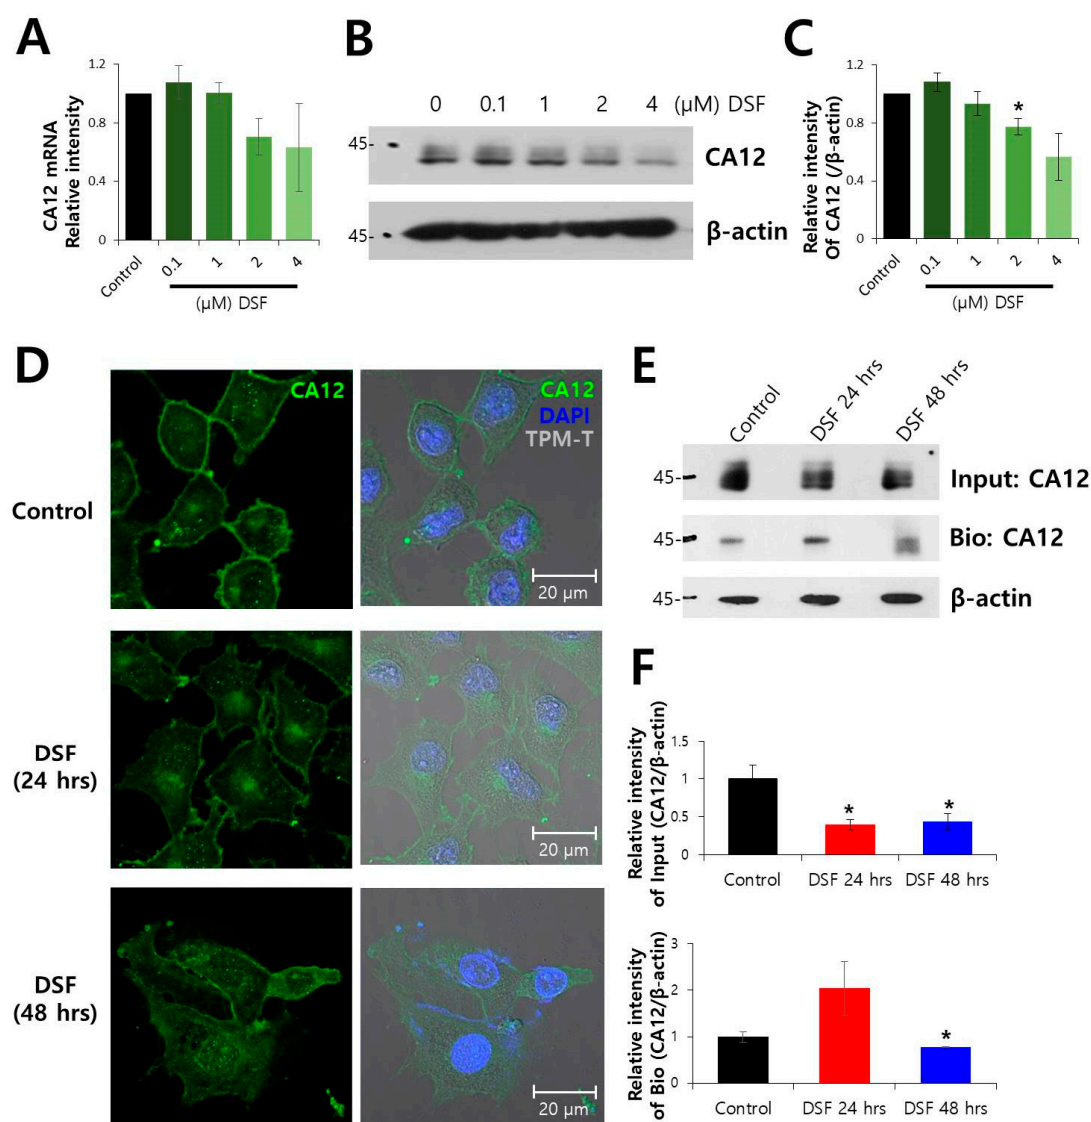 A
1.2
0.8
0.4
0
CA12 mRNA
Relative intensity
Control
0.1
1
2
4
(μM) DSF
B
0 0.1 1 2 4 (μM) DSF
45-
CA12
45-
β-actin
C
1.2
0.8
0.4
0
Relative intensity
Of CA12 (/β-actin)
*
Control
0.1
1
2
4
(μM) DSF
D
CA12
CA12
DAPI
TPM-T
Control
20 μm
DSF
(24 hrs)
20 μm
DSF
(48 hrs)
20 μm
E
Control
DSF 24 hrs
DSF 48 hrs
45-
Input: CA12
45-
Bio: CA12
45-
β-actin
F
Relative intensity
of Input (CA12/β-actin)
1.5
1
0.5
0
* *
Control DSF 24 hrs DSF 48 hrs
Relative intensity
of Bio (CA12/β-actin)
3
2
1
0
*
Control DSF 24 hrs DSF 48 hrs